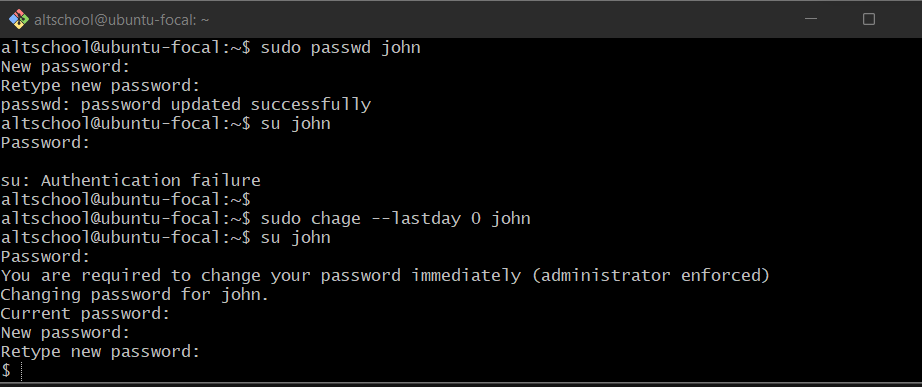 altschool@ubuntu-focal: ~
altschool@ubuntu-focal:~$ sudo passwd john
New password:
Retype new password:
passwd: password updated successfully
altschool@ubuntu-focal:~$ su john
Password:
su: Authentication failure
altschool@ubuntu-focal:~$
altschool@ubuntu-focal:~$ sudo chage --lastday 0 john
altschool@ubuntu-focal:~$ su john
Password:
You are required to change your password immediately (administrator enforced)
Changing password for john.
Current password:
New password:
Retype new password:
$